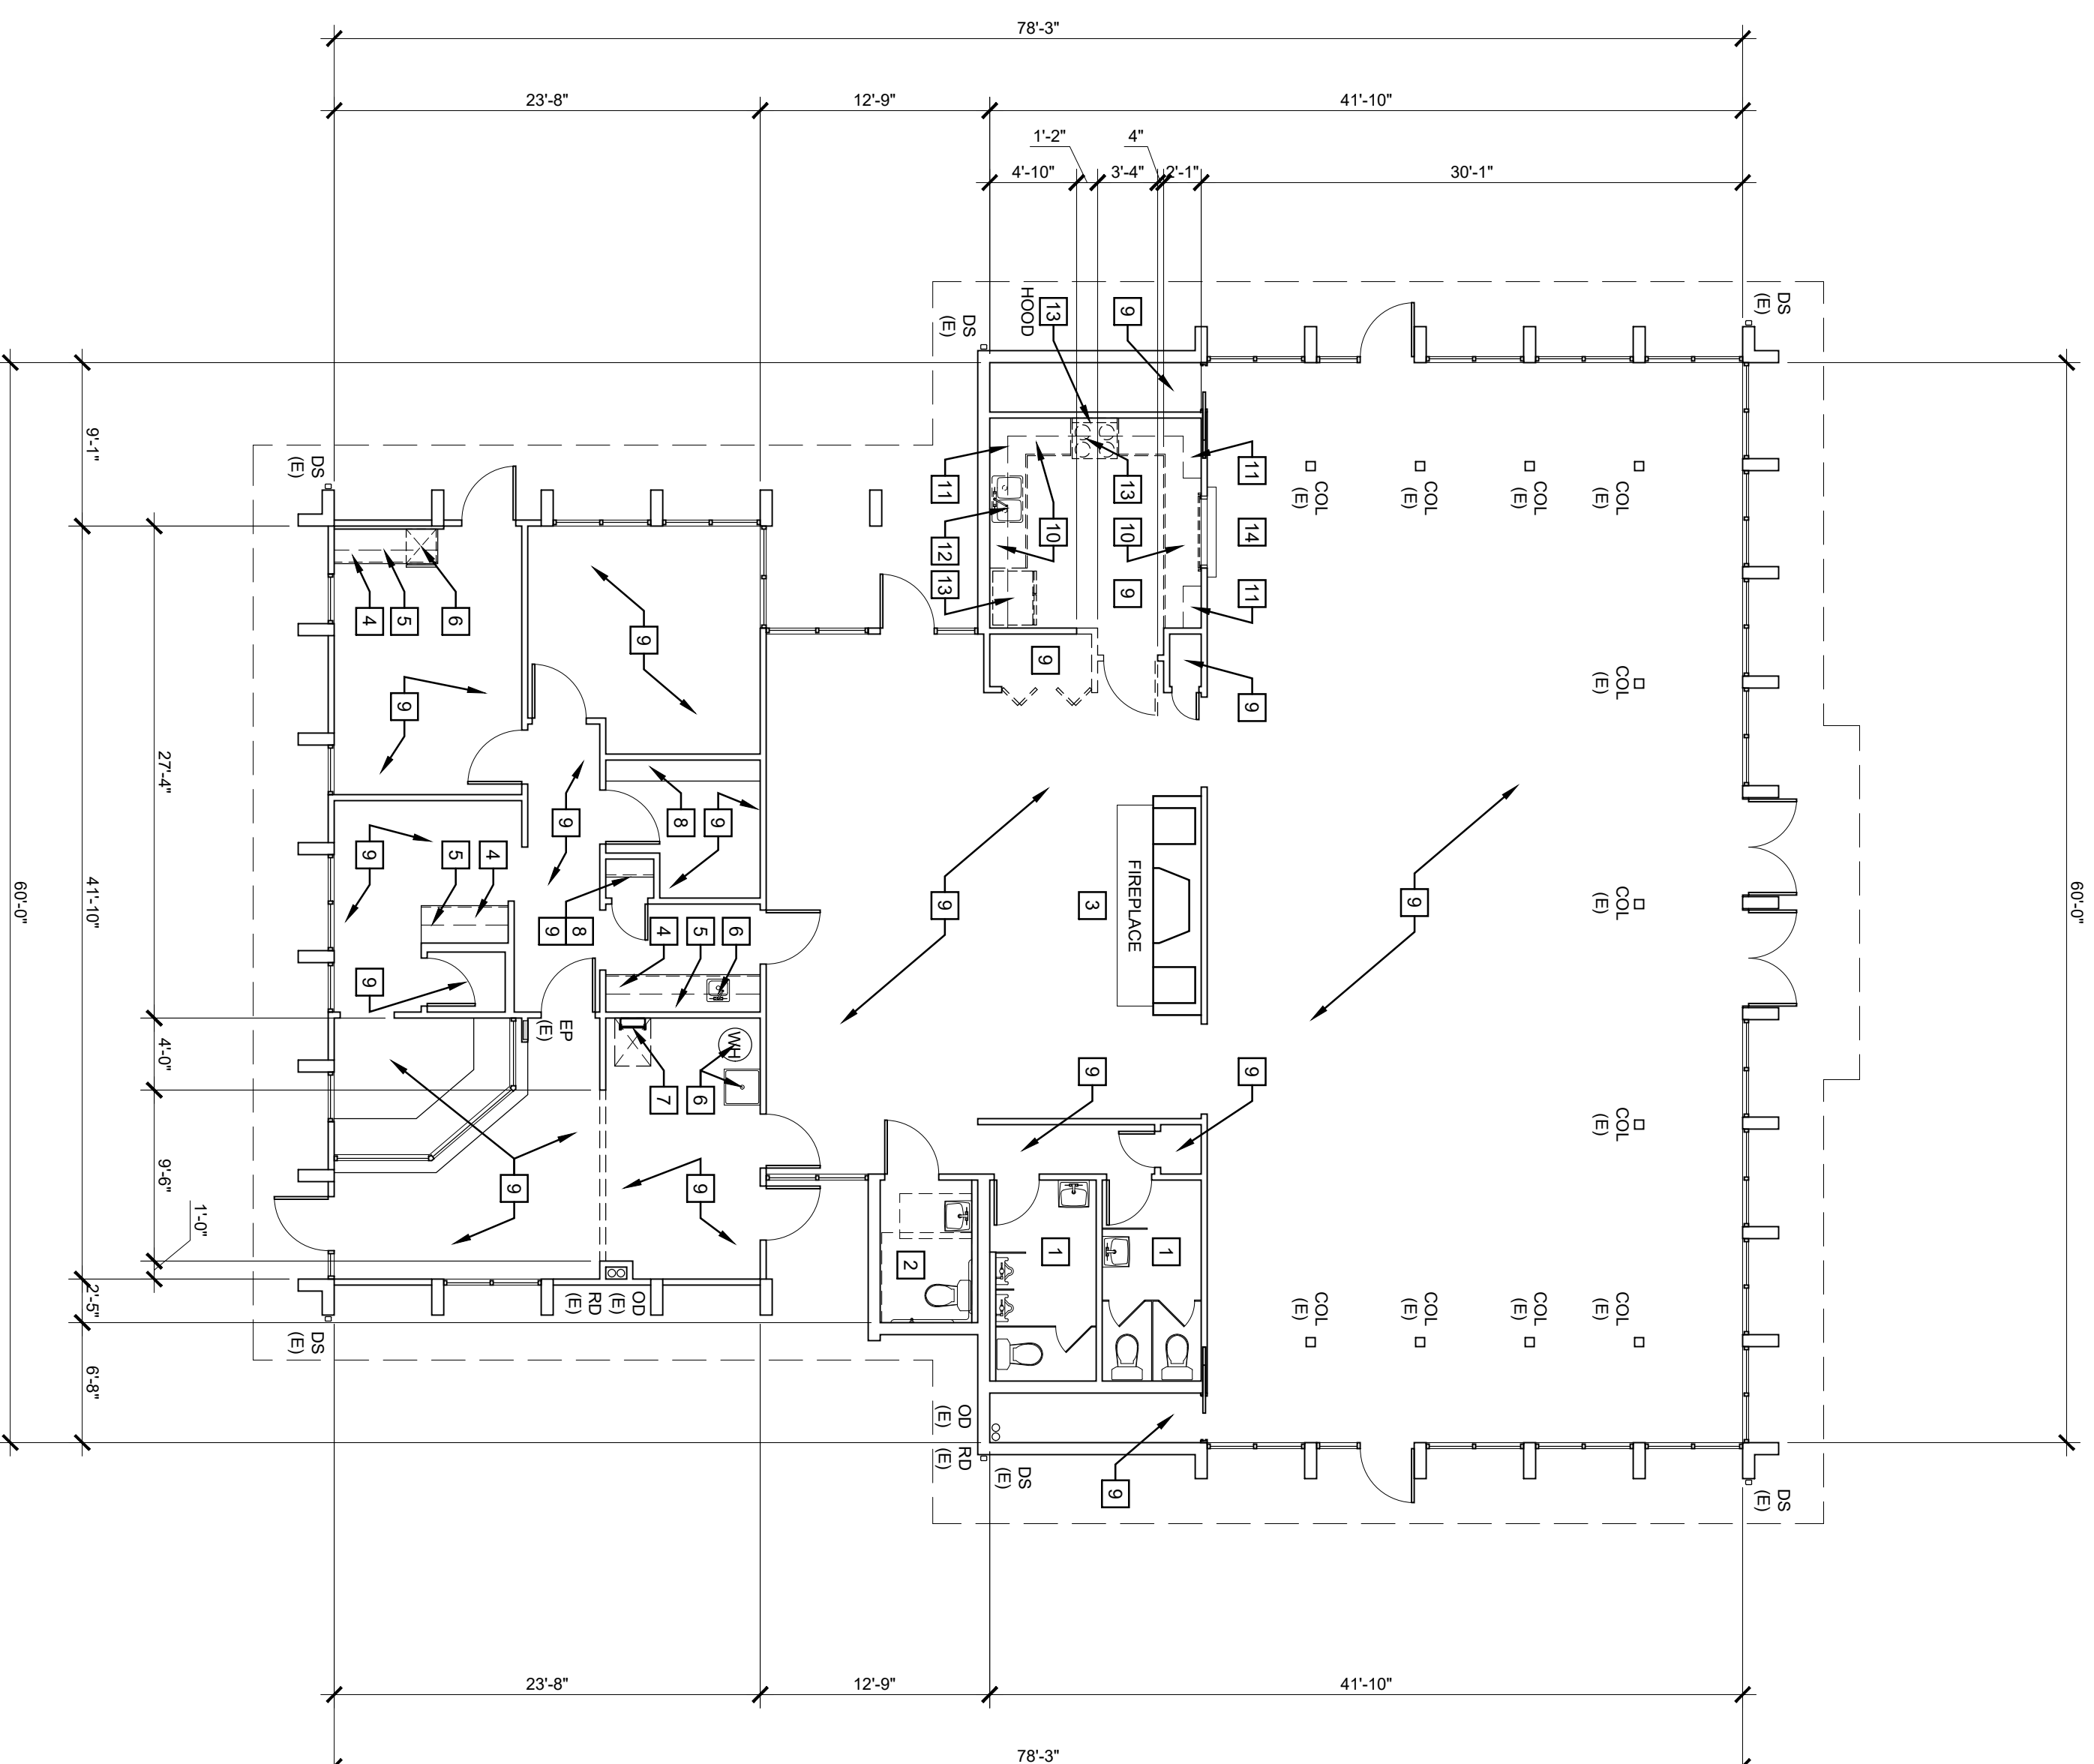 78'-3"
23'-8"
12'-9"
41'-10"
1'-2"
4"
4'-10"
3'-4"
2'-1"
30'-1"
DS
(E)
HOOD
13
9
DS
(E)
60'-0"
9'-1"
DS
(E)
11
11
13
COL
(E)
COL
(E)
COL
(E)
COL
(E)
12
10
10
14
13
9
11
4
5
6
9
9
9
9
COL
(E)
9
27'-4"
9
8
9
9
5
4
41'-10"
60'-0"
FIREPLACE
3
9
9
COL
(E)
9
8
4
5
6
9
EP
(E)
WH
4'-0"
7
6
9
9
COL
(E)
9'-6"
1'-0"
9
9
2
1
1
2'-5"
RD
(E)
OD
(E)
COL
(E)
COL
(E)
COL
(E)
COL
(E)
DS
(E)
6'-8"
OD
(E)
RD
(E)
DS
(E)
9
DS
(E)
23'-8"
12'-9"
41'-10"
78'-3"